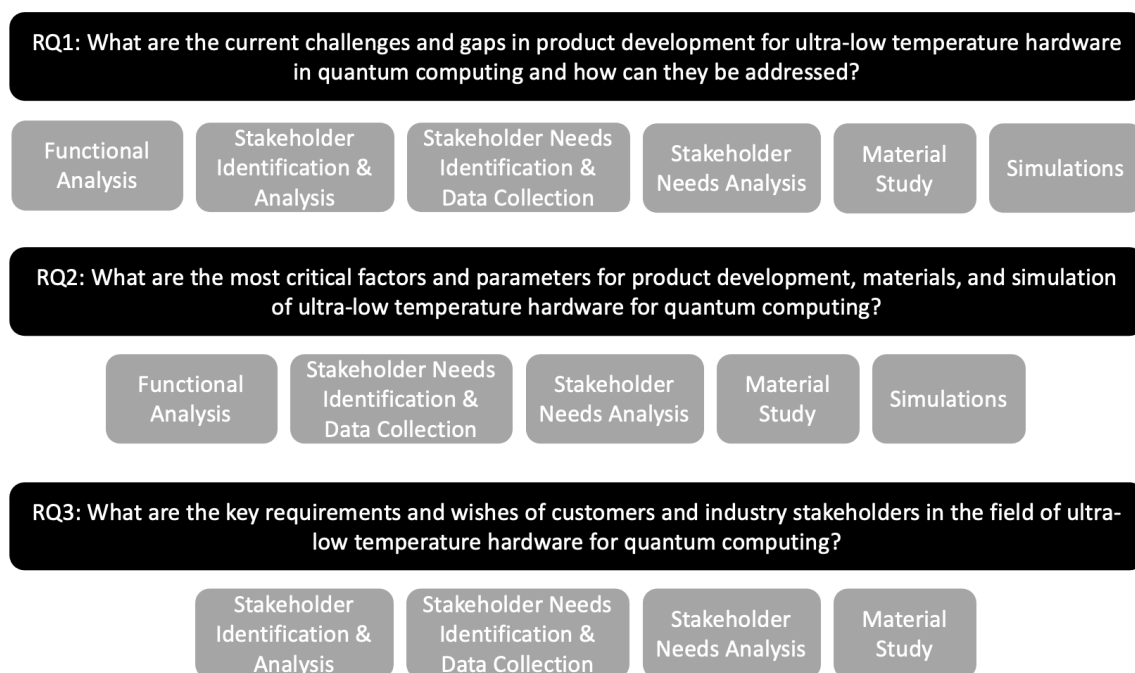 RQ1: What are the current challenges and gaps in product development for ultra-low temperature hardware
in quantum computing and how can they be addressed?
Functional
Analysis
Stakeholder
Identification &
Analysis
Stakeholder Needs
Identification &
Data Collection
Stakeholder
Needs Analysis
Material
Study
Simulations
RQ2: What are the most critical factors and parameters for product development, materials, and simulation
of ultra-low temperature hardware for quantum computing?
Functional
Analysis
Stakeholder Needs
Identification &
Data Collection
Stakeholder
Needs Analysis
Material
Study
Simulations
RQ3: What are the key requirements and wishes of customers and industry stakeholders in the field of ultra-
low temperature hardware for quantum computing?
Stakeholder
Identification &
Analysis
Stakeholder Needs
Identification &
Data Collection
Stakeholder
Needs Analysis
Material
Study